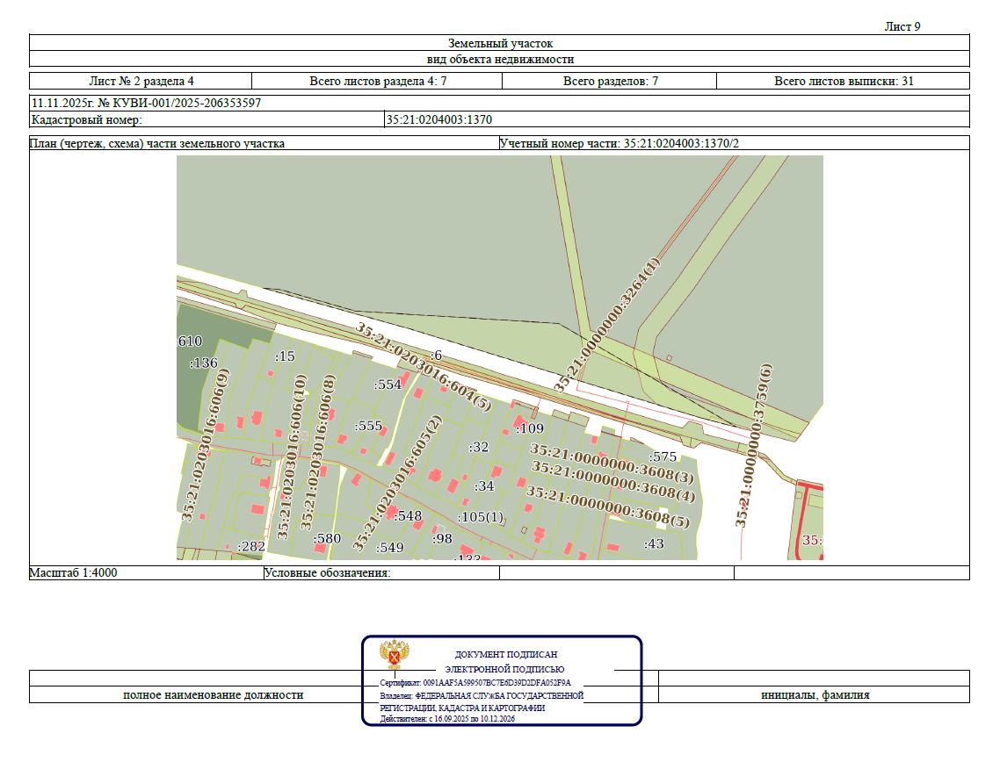 Лист 9
Земельный участок
вид объекта недвижимости
Лист № 2 раздела 4 Всего листов раздела 4: 7 Всего разделов: 7 Всего листов выписки: 31
11.11.2025г. № КУВИ-001/2025-206353597
Кадастровый номер: 35:21:0204003:1370
План (чертеж, схема) части земельного участка Учетный номер части: 35:21:0204003:1370/2
35:21:0000000:3264(1)
:610
:136
:15
35:21:0203016:604(5)
:6
:554
:555
35:21:0203016:606(9)
35:21:0203016:606(10)
35:21:0203016:606(8)
35:21:0203016:605(2)
:109
:32
:34
35:21:0000000:3608(3)
35:21:0000000:3608(4)
35:21:0000000:3608(5)
:575
35:21:0000000:3759(6)
:548
:105(1)
:282
:580
:549
:98
:133
:43
35:
Масштаб 1:4000 Условные обозначения:
ДОКУМЕНТ ПОДПИСАН
ЭЛЕКТРОННОЙ ПОДПИСЬЮ
Сертификат: 0091AAF5A599507BC7E6D39D2DFA052F9A
Владелец: ФЕДЕРАЛЬНАЯ СЛУЖБА ГОСУДАРСТВЕННОЙ
РЕГИСТРАЦИИ, КАДАСТРА И КАРТОГРАФИИ
Действителен: с 16.09.2025 по 10.12.2026
полное наименование должности инициалы, фамилия